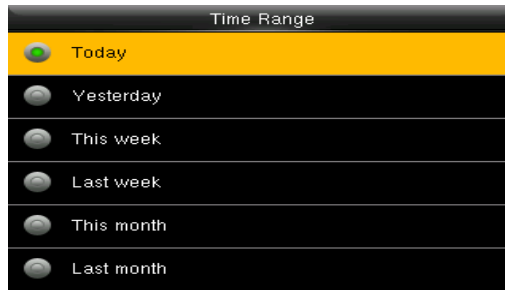 Time Range
Today
Yesterday
This week
Last week
This month
Last month